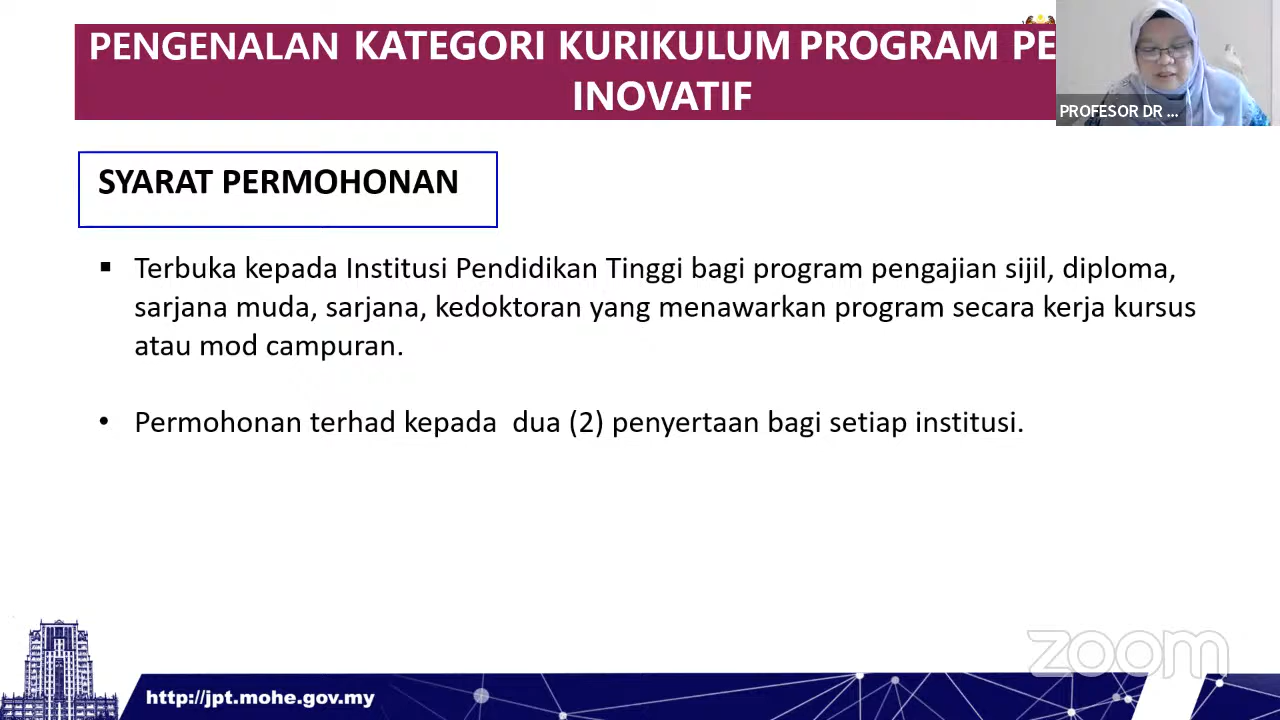 PENGENALAN KATEGORI KURIKULUM PROGRAM PE
INOVATIF
PROFESOR DR ...
SYARAT PERMOHONAN
▪ Terbuka kepada Institusi Pendidikan Tinggi bagi program pengajian sijil, diploma,
sarjana muda, sarjana, kedoktoran yang menawarkan program secara kerja kursus
atau mod campuran.
• Permohonan terhad kepada dua (2) penyertaan bagi setiap institusi.
zoom
http://jpt.mohe.gov.my